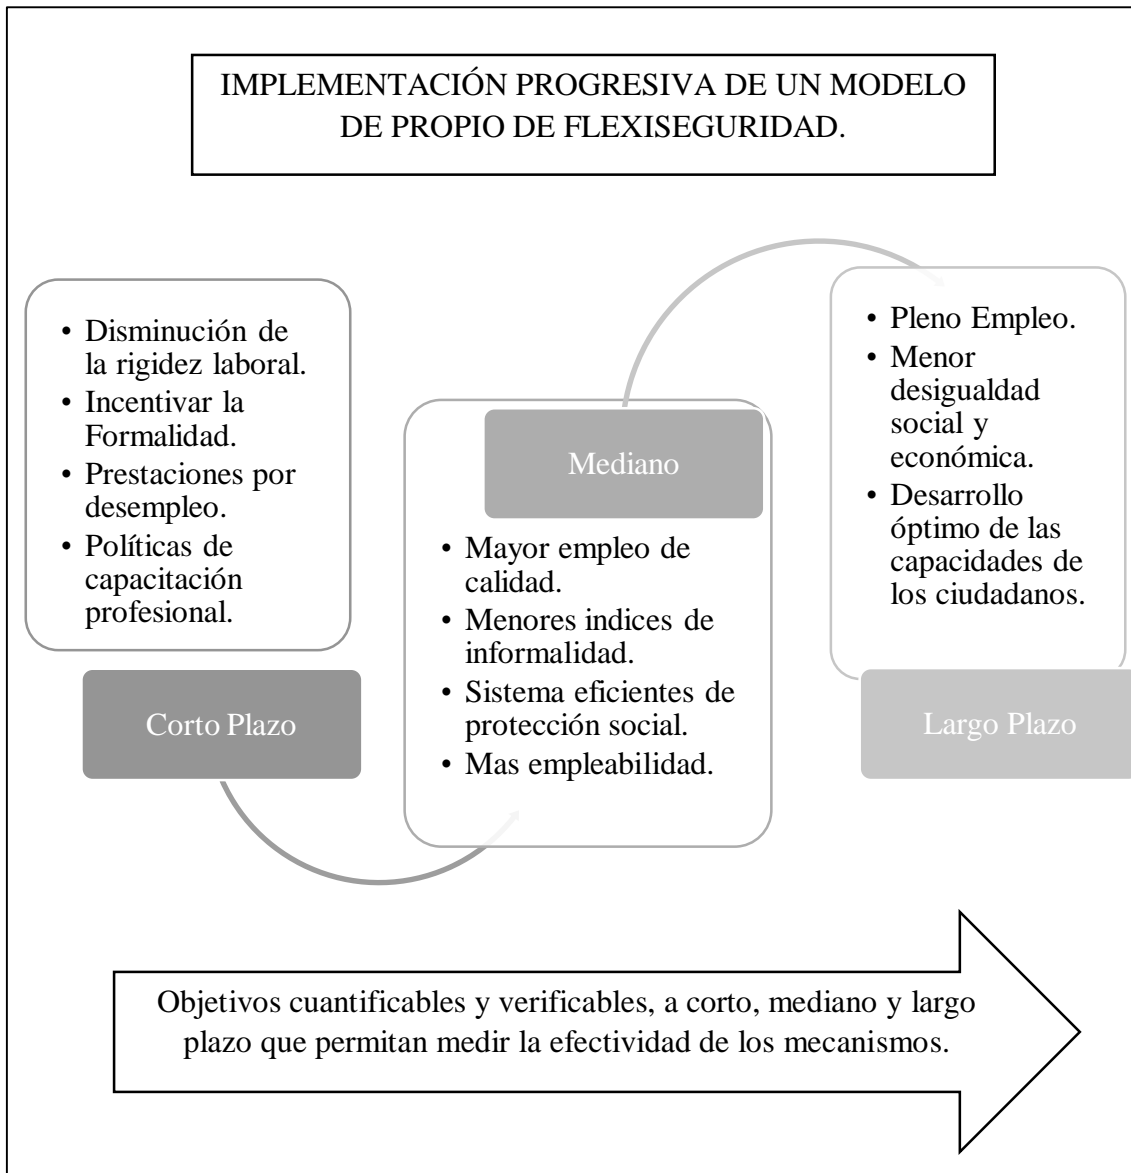 IMPLEMENTACIÓN PROGRESIVA DE UN MODELO
DE PROPIO DE FLEXISEGURIDAD.
• Disminución de
la rigidez laboral.
• Incentivar la
Formalidad.
• Prestaciones por
desempleo.
• Políticas de
capacitación
profesional.
Corto Plazo
Mediano
• Mayor empleo de
calidad.
• Menores indices de
informalidad.
• Sistema eficientes de
protección social.
• Mas empleabilidad.
• Pleno Empleo.
• Menor
desigualdad
social y
económica.
• Desarrollo
óptimo de las
capacidades de
los ciudadanos.
Largo Plazo
Objetivos cuantificables y verificables, a corto, mediano y largo
plazo que permitan medir la efectividad de los mecanismos.